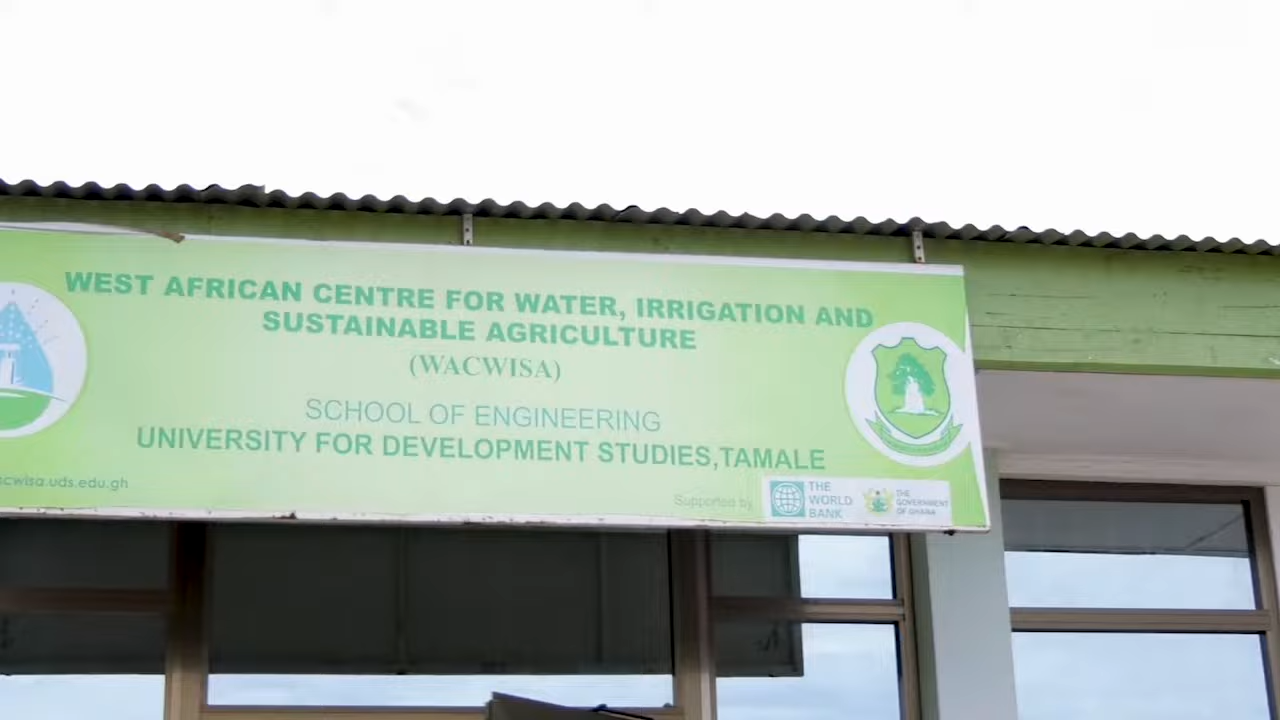 WEST AFRICAN CENTRE FOR WATER, IRRIGATION AND
SUSTAINABLE AGRICULTURE
(WACWISA)
SCHOOL OF ENGINEERING
UNIVERSITY FOR DEVELOPMENT STUDIES,TAMALE
cwisa.uds.edu.gh
Supported by
THE
WORLD
BANK
THE
GOVERNMENT
OF GHANA